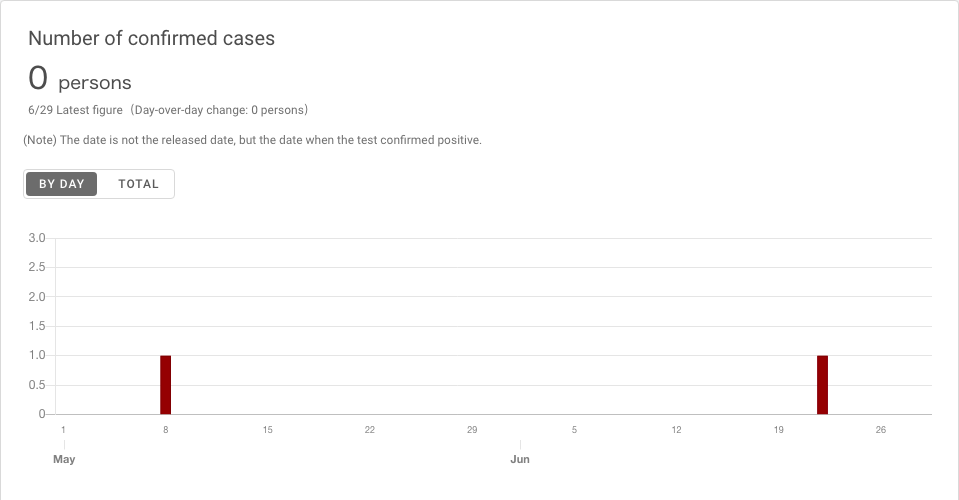 Number of confirmed cases
0 persons
6/29 Latest figure（Day-over-day change: 0 persons）
(Note) The date is not the released date, but the date when the test confirmed positive.
BY DAY TOTAL
3.0
2.5
2.0
1.5
1.0
0.5
0
1 8 15 22 29 5 12 19 26
May Jun